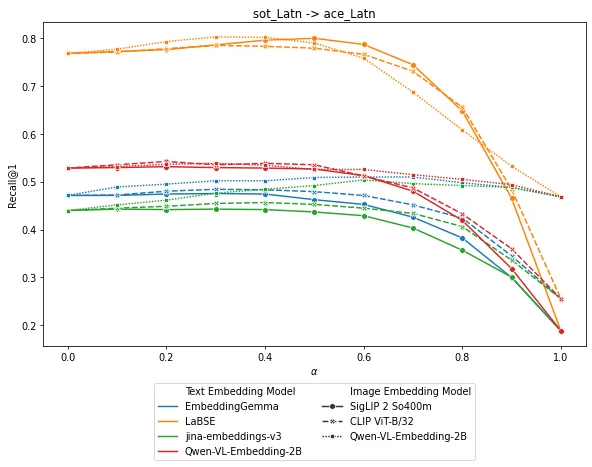 sot_Latn -> ace_Latn
Recall@1
0.8
0.7
0.6
0.5
0.4
0.3
0.2
0.0 0.2 0.4 0.6 0.8 1.0
α
Text Embedding Model
EmbeddingGemma
LaBSE
jina-embeddings-v3
Qwen-VL-Embedding-2B
Image Embedding Model
SigLIP 2 So400m
CLIP ViT-B/32
Qwen-VL-Embedding-2B